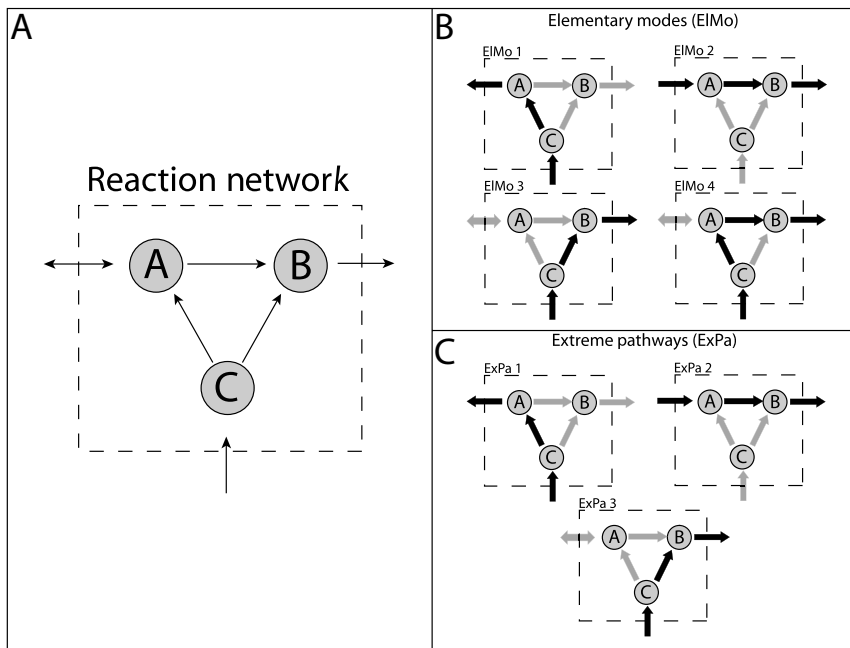 A
Reaction network
A
B
C
B
Elementary modes (ElMo)
ElMo 1
A
B
C
ElMo 2
A
B
C
ElMo 3
A
B
C
ElMo 4
A
B
C
C
Extreme pathways (ExPa)
ExPa 1
A
B
C
ExPa 2
A
B
C
ExPa 3
A
B
C